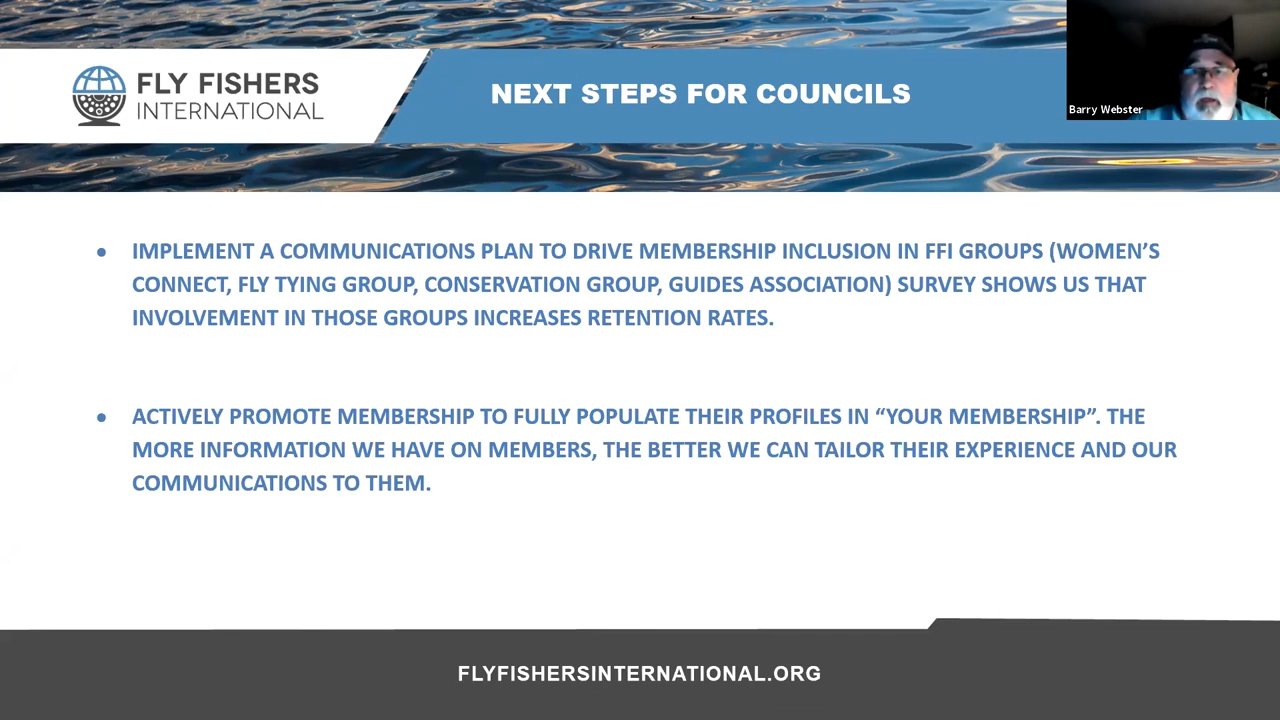 FLY FISHERS
INTERNATIONAL
NEXT STEPS FOR COUNCILS
Barry Webster
• IMPLEMENT A COMMUNICATIONS PLAN TO DRIVE MEMBERSHIP INCLUSION IN FFI GROUPS (WOMEN’S
CONNECT, FLY TYING GROUP, CONSERVATION GROUP, GUIDES ASSOCIATION) SURVEY SHOWS US THAT
INVOLVEMENT IN THOSE GROUPS INCREASES RETENTION RATES.
• ACTIVELY PROMOTE MEMBERSHIP TO FULLY POPULATE THEIR PROFILES IN “YOUR MEMBERSHIP”. THE
MORE INFORMATION WE HAVE ON MEMBERS, THE BETTER WE CAN TAILOR THEIR EXPERIENCE AND OUR
COMMUNICATIONS TO THEM.
FLYFISHERSINTERNATIONAL.ORG